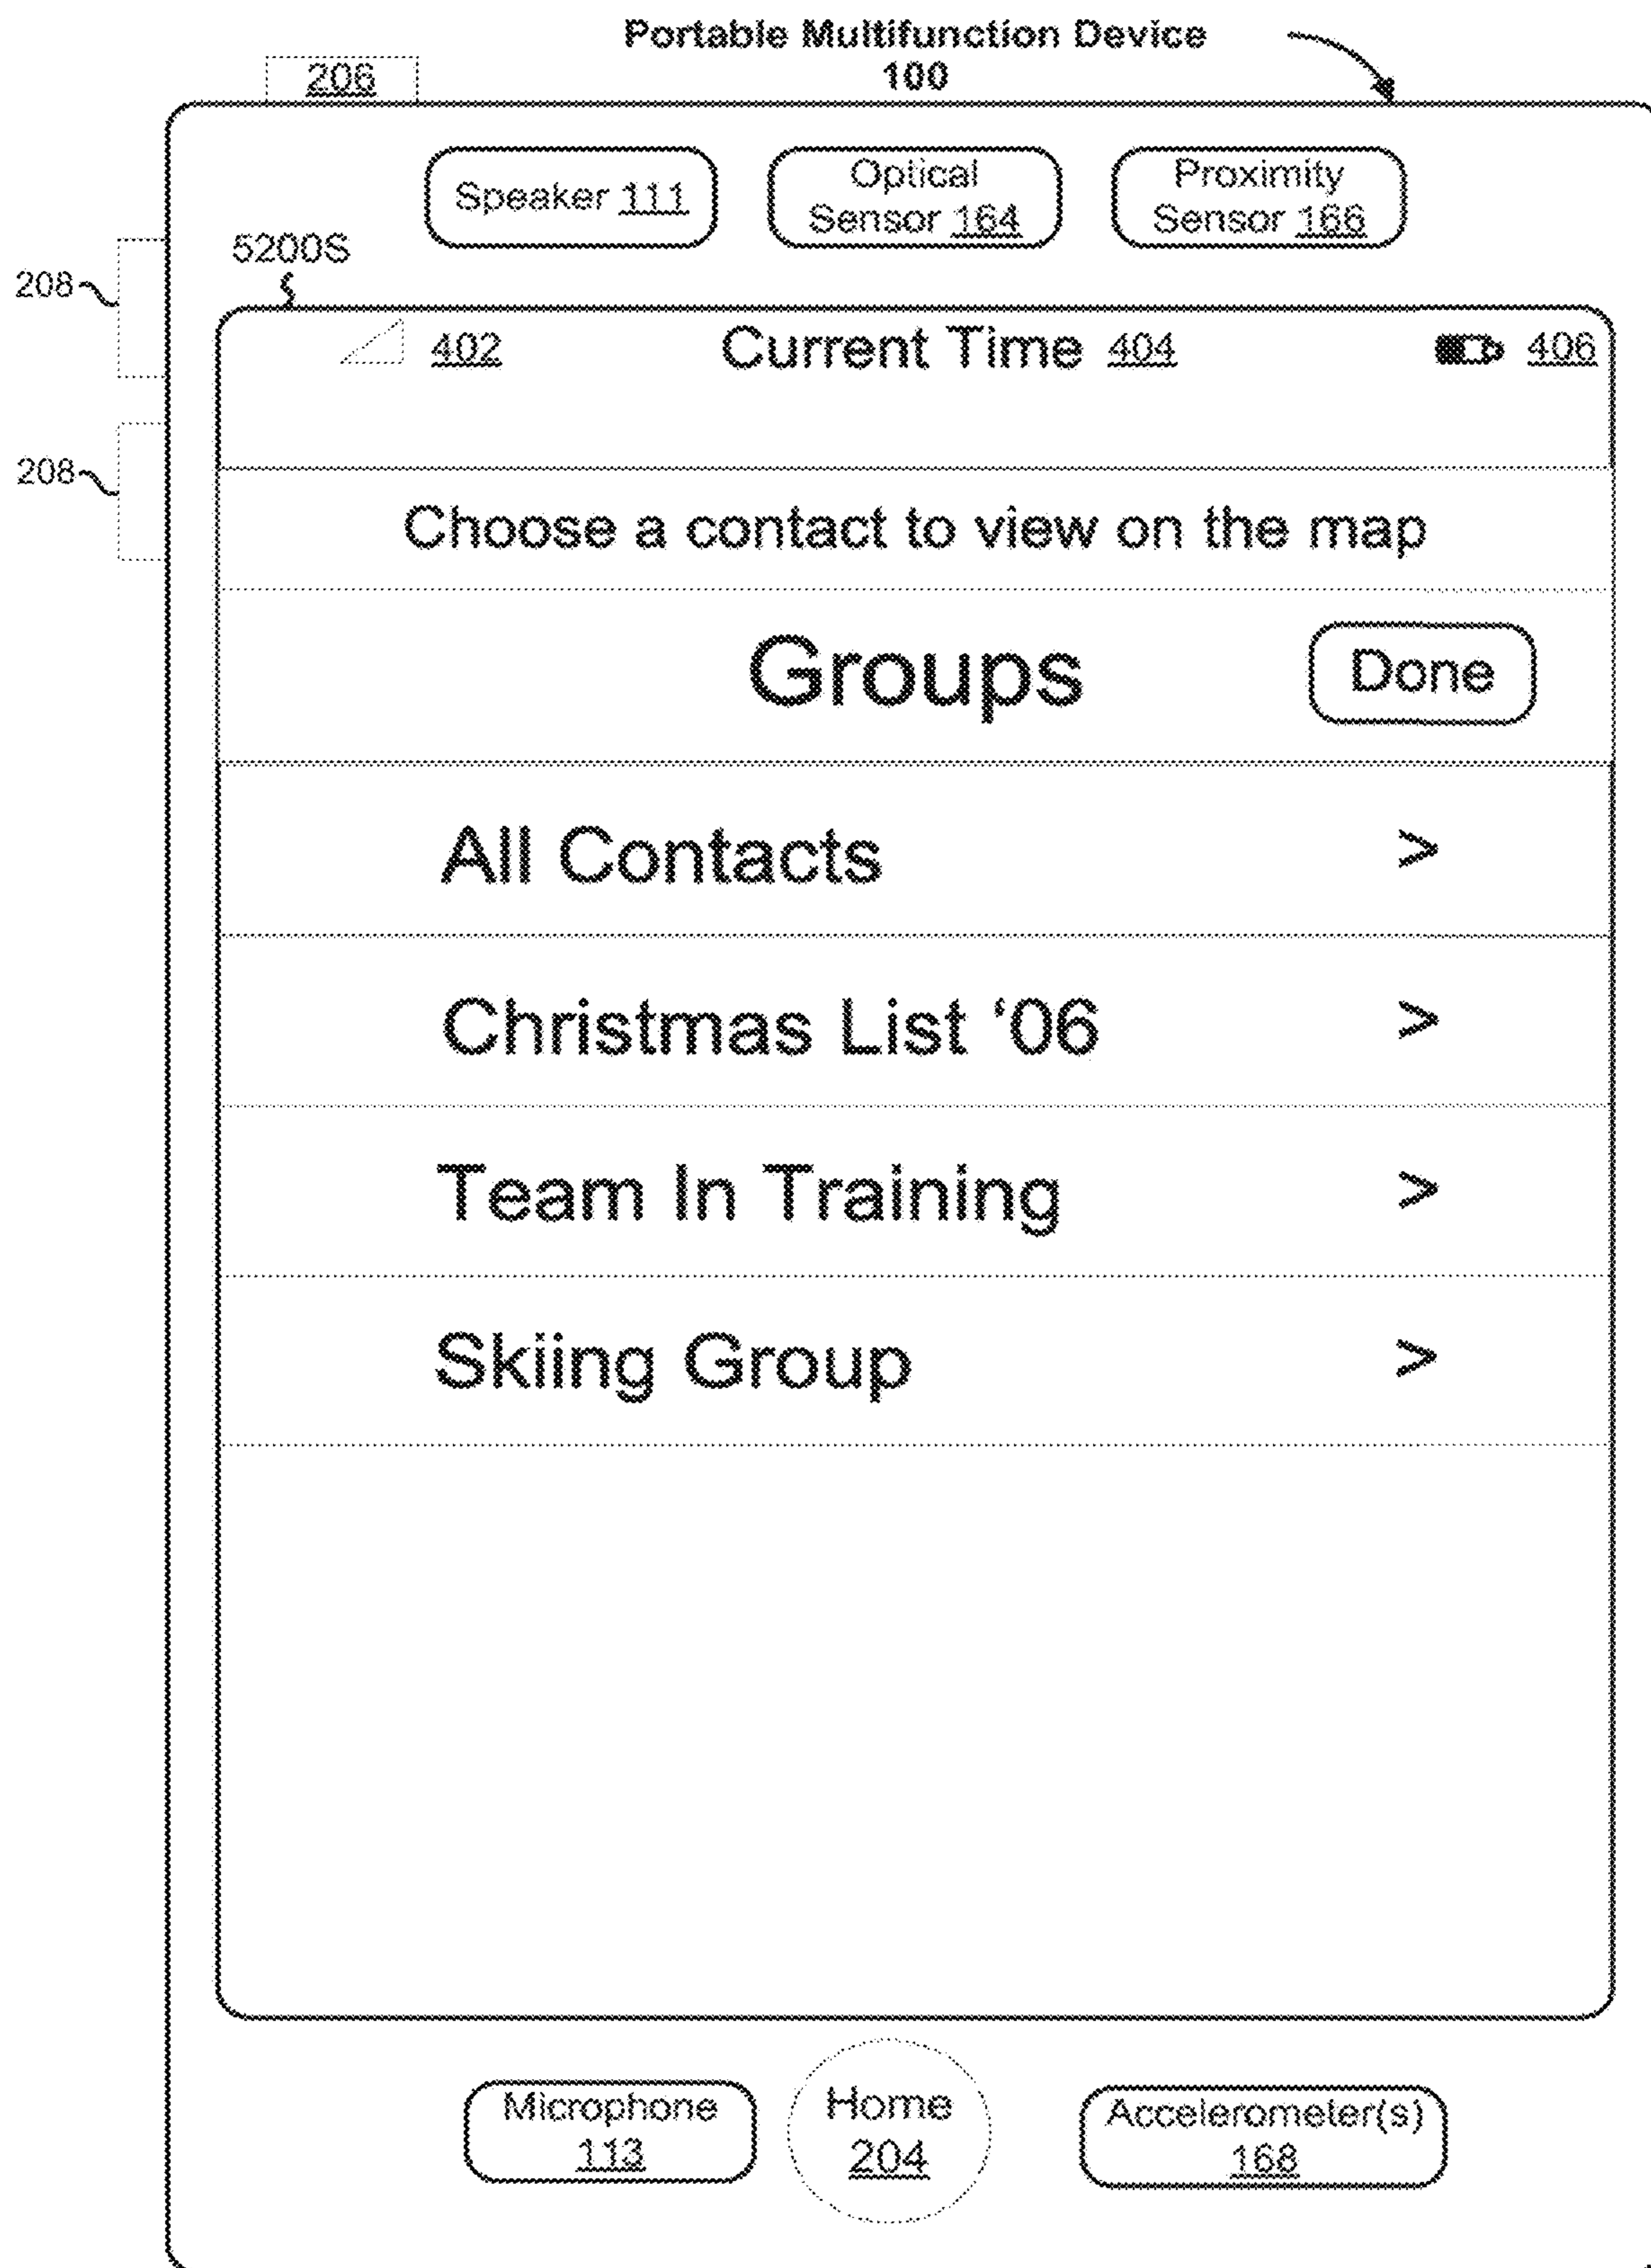 Portable Multifunction Device
100
206
Speaker 111
Optical
Sensor 164
Proximity
Sensor 166
5200S
208
402
Current Time 404
406
208
Choose a contact to view on the map
Groups
Done
All Contacts >
Christmas List ‘06 >
Team In Training >
Skiing Group >
Microphone
113
Home
204
Accelerometer(s)
168